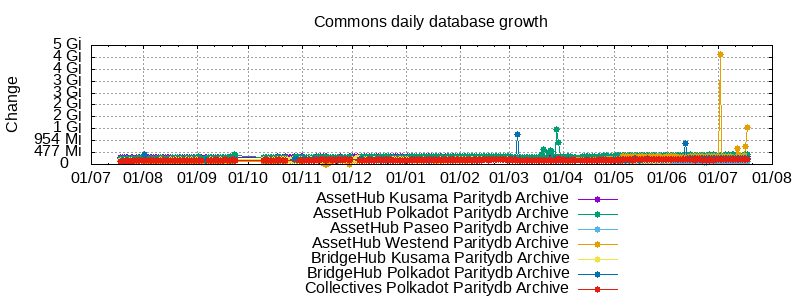 Commons daily database growth
Change
5 Gi
4 Gi
4 Gi
3 Gi
3 Gi
2 Gi
2 Gi
1 Gi
954 Mi
477 Mi
0
01/07 01/08 01/09 01/10 01/11 01/12 01/01 01/02 01/03 01/04 01/05 01/06 01/07 01/08
AssetHub Kusama Paritydb Archive
AssetHub Polkadot Paritydb Archive
AssetHub Paseo Paritydb Archive
AssetHub Westend Paritydb Archive
BridgeHub Kusama Paritydb Archive
BridgeHub Polkadot Paritydb Archive
Collectives Polkadot Paritydb Archive